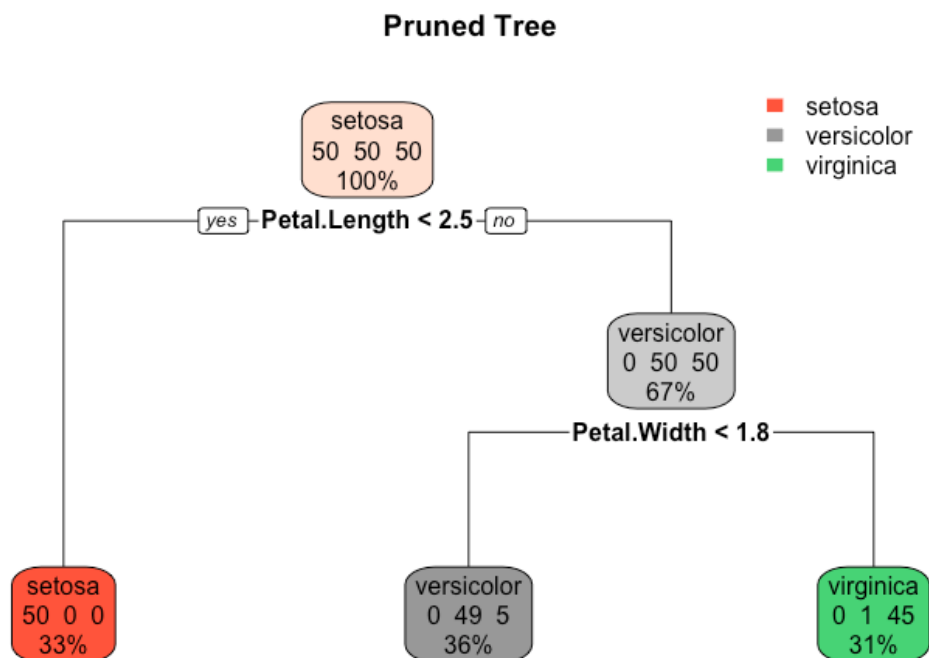 Pruned Tree
setosa
versicolor
virginica
setosa
50 50 50
100%
yes Petal.Length < 2.5 no
versicolor
0 50 50
67%
Petal.Width < 1.8
setosa
50 0 0
33%
versicolor
0 49 5
36%
virginica
0 1 45
31%